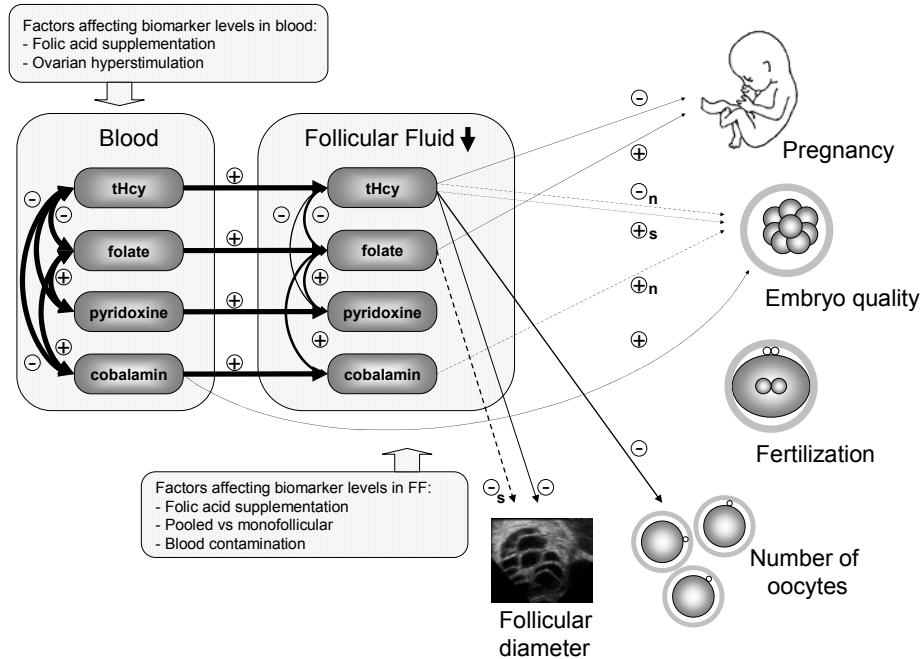 Factors affecting biomarker levels in blood:
- Folic acid supplementation
- Ovarian hyperstimulation
Blood
Follicular Fluid
tHcy
folate
pyridoxine
cobalamin
tHcy
folate
pyridoxine
cobalamin
n
s
n
Pregnancy
Embryo quality
Fertilization
Number of
oocytes
s
Follicular
diameter
Factors affecting biomarker levels in FF:
- Folic acid supplementation
- Pooled vs monofollicular
- Blood contamination